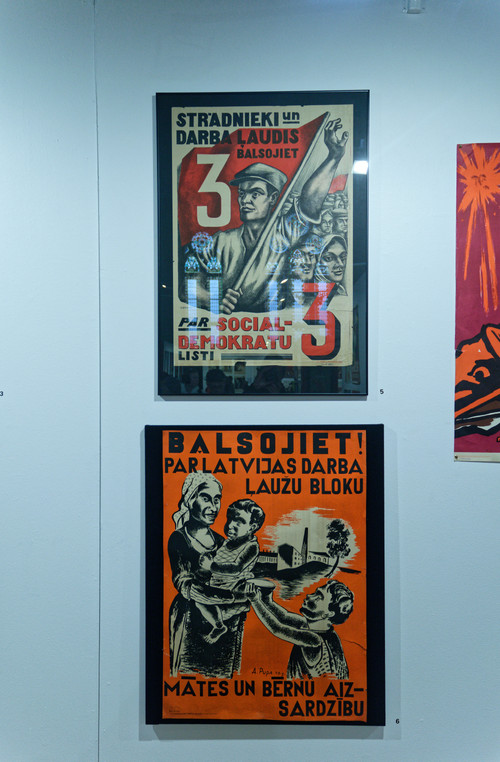 STRĀDNIEKI un
DARBA ĻAUDIS
BALSOJIET
3
PAR SOCIAL-
DEMOKRATU 3
LISTI
5
3
BALSOJIET!
PAR LATVIJAS DARBA
ĻAUŽU BLOKU
MĀTES UN BĒRNU AIZ-
SARDZĪBU
6